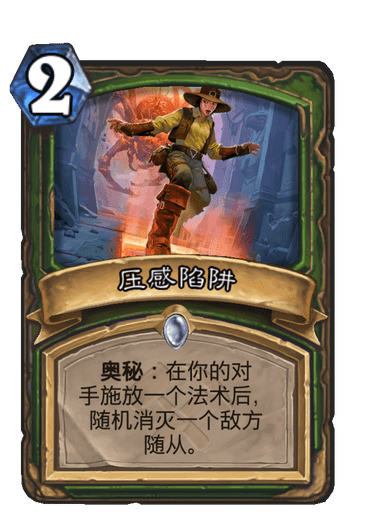 2
压感陷阱
奥秘：在你的对
手施放一个法术后，
随机消灭一个敌方
随从。